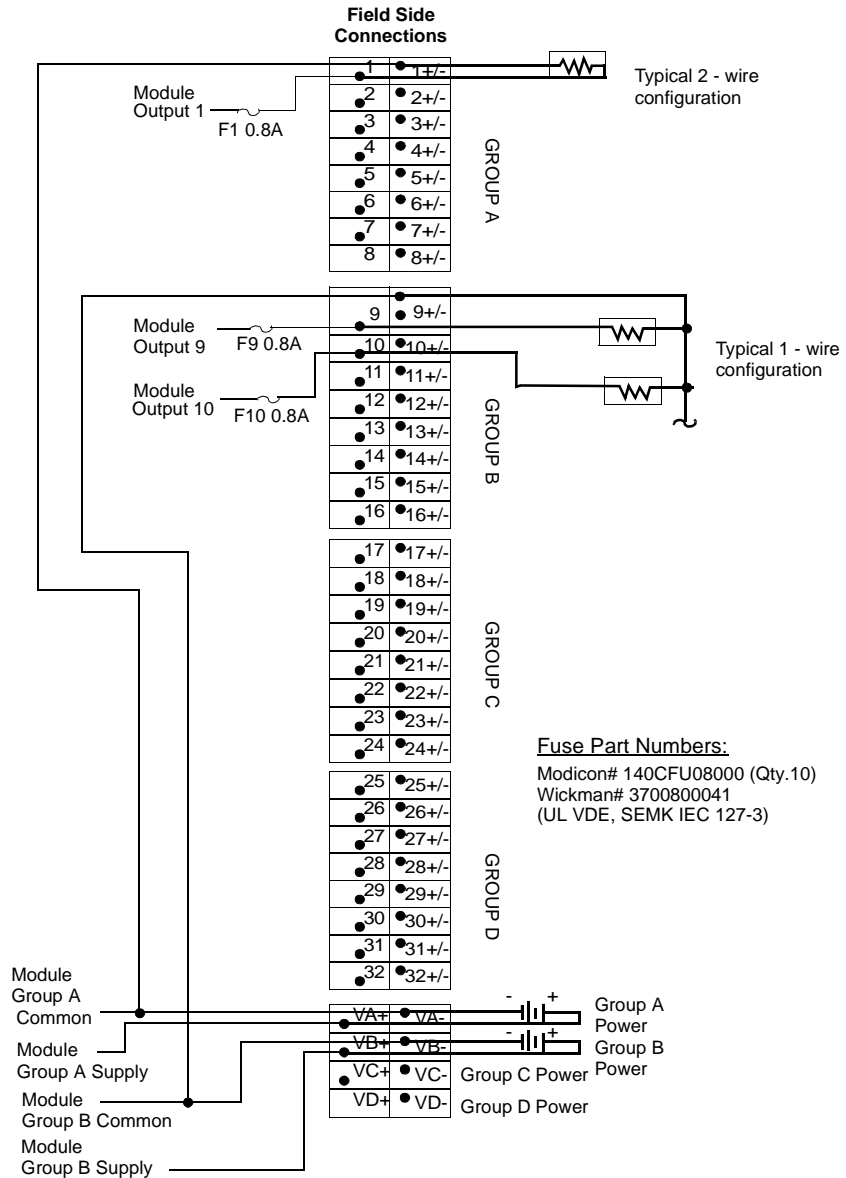 Field Side
Connections
1 1+/-
Typical 2 - wire
configuration
Module
Output 1
F1 0.8A
2 2+/-
3 3+/-
4 4+/-
5 5+/-
6 6+/-
7 7+/-
8 8+/-
GROUP A
9 9+/-
Module
Output 9
F9 0.8A
10 10+/-
Typical 1 - wire
configuration
Module
Output 10
F10 0.8A
11 11+/-
12 12+/-
13 13+/-
14 14+/-
15 15+/-
16 16+/-
GROUP B
17 17+/-
18 18+/-
19 19+/-
20 20+/-
21 21+/-
22 22+/-
23 23+/-
24 24+/-
GROUP C
Fuse Part Numbers:
Modicon# 140CFU08000 (Qty.10)
Wickman# 3700800041
(UL VDE, SEMK IEC 127-3)
25 25+/-
26 26+/-
27 27+/-
28 28+/-
29 29+/-
30 30+/-
31 31+/-
32 32+/-
GROUP D
Module
Group A
Common
VA+ VA-
- +
Group A
Power
Module
Group A Supply
VB+ VB-
- +
Group B
Power
VC+ VC- Group C Power
Module
Group B Common
VD+ VD- Group D Power
Module
Group B Supply